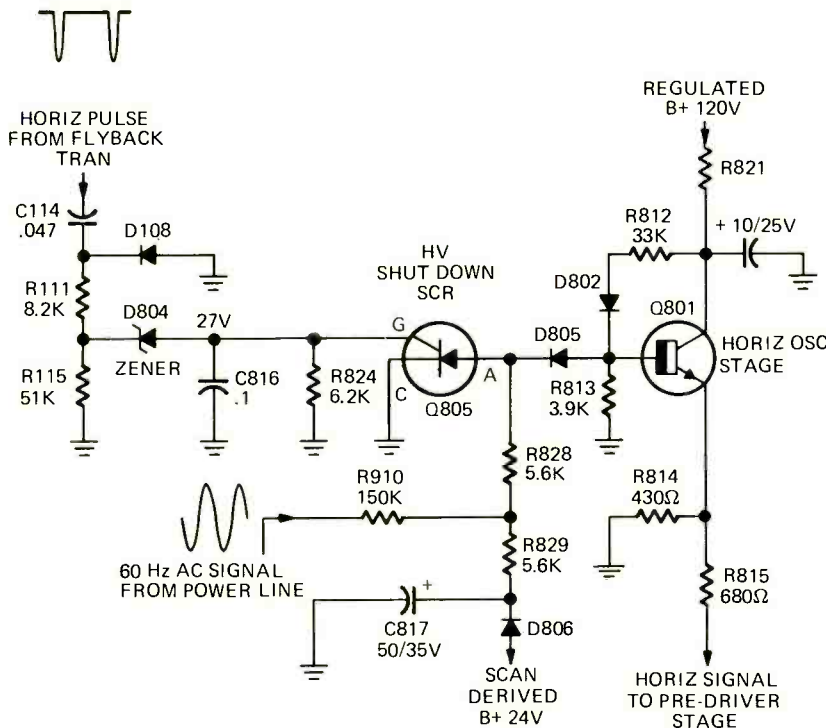 HORIZ PULSE
FROM FLYBACK
TRAN
C114
.047
D108
R111
8.2K
D804
ZENER
27V
R115
51K
C816
.1
R824
6.2K
HV
SHUT DOWN
SCR
G
C
A
Q805
D805
D802
R812
33K
REGULATED
B+ 120V
R821
+ 10/25V
Q801
HORIZ OSC
STAGE
R813
3.9K
R828
5.6K
R910
150K
60 Hz AC SIGNAL
FROM POWER LINE
R829
5.6K
+
C817
50/35V
D806
SCAN
DERIVED
B+ 24V
R814
430Ω
R815
680Ω
HORIZ SIGNAL
TO PRE-DRIVER
STAGE